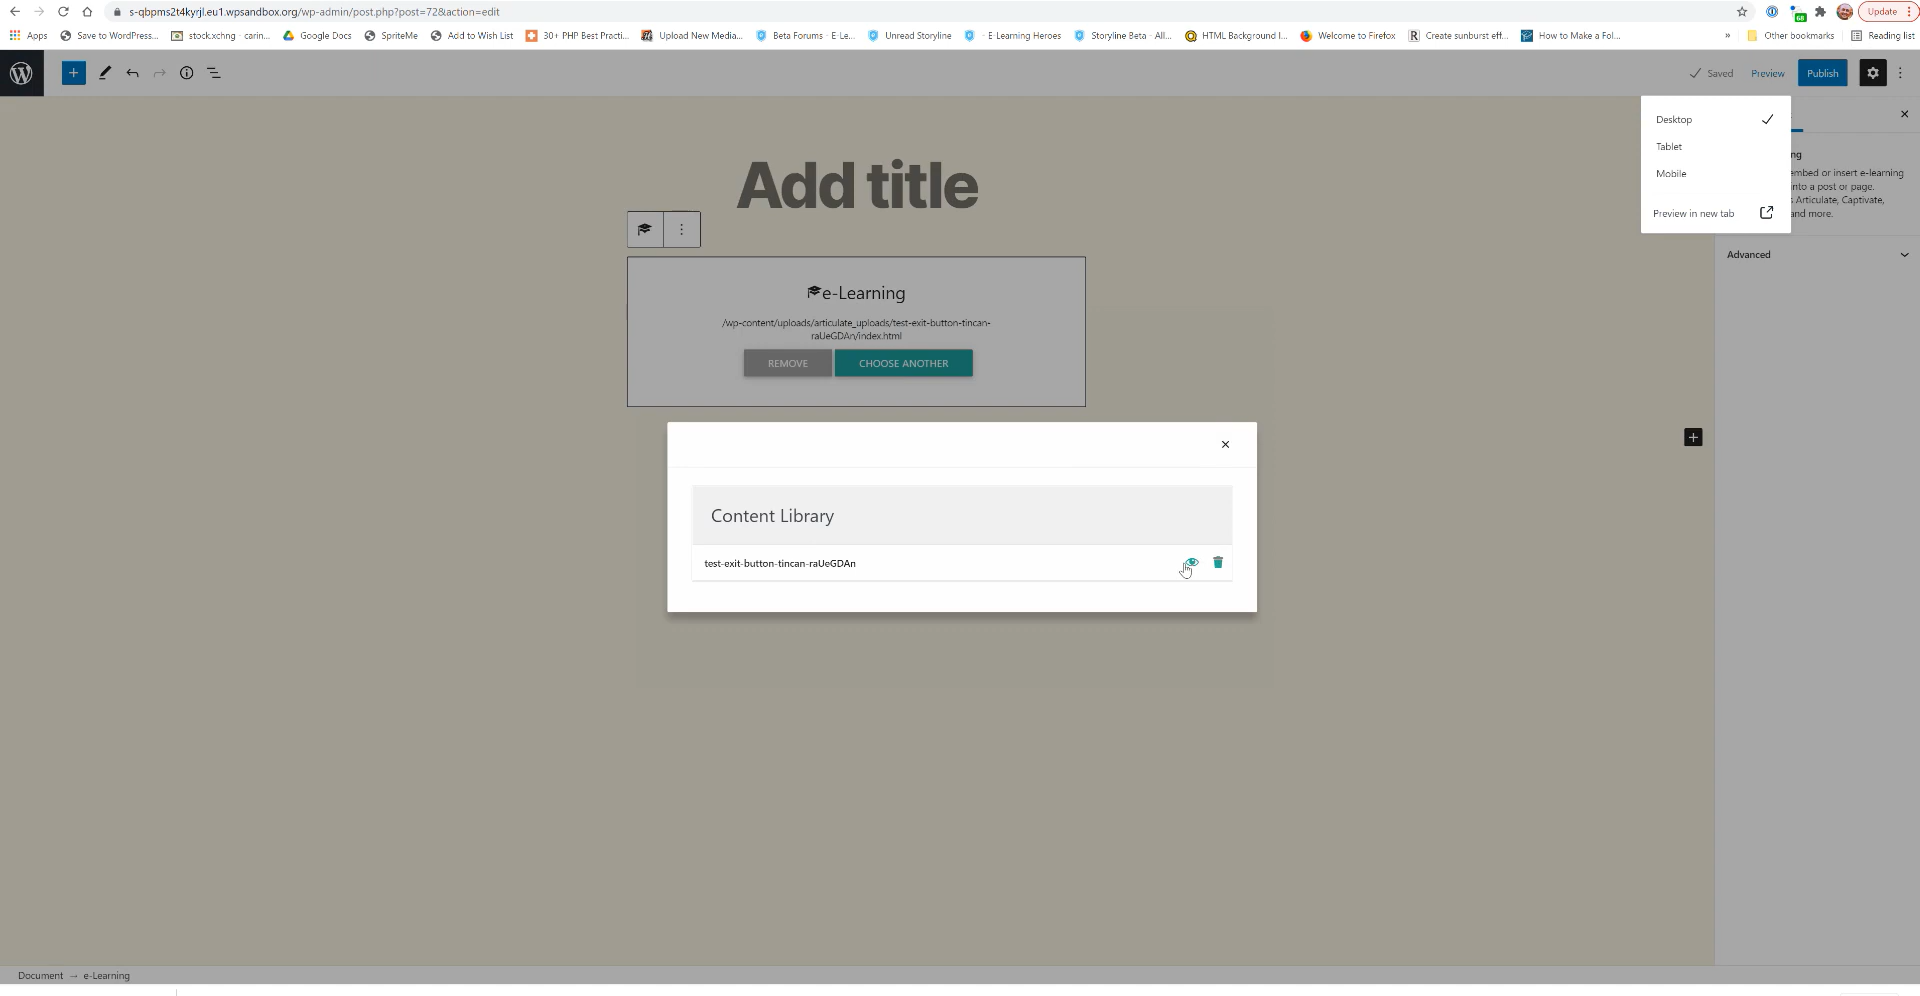 s-qbpms2t4kyrjl.eu1.wpsandbox.org/wp-admin/post.php?post=72&action=edit
Update
Apps
Save to WordPress...
stock.xchng - carin...
Google Docs
SpriteMe
Add to Wish List
30+ PHP Best Practi...
Upload New Media...
Beta Forums - E-Le...
Unread Storyline
- E-Learning Heroes
Storyline Beta - All...
HTML Background I...
Welcome to Firefox
Create sunburst eff...
How to Make a Fol...
»
Other bookmarks
Reading list
68
Saved
Preview
Publish
Desktop
Tablet
Mobile
Preview in new tab
ng
embed or insert e-learning
nto a post or page.
s Articulate, Captivate,
and more.
Advanced
Add title
e-Learning
/wp-content/uploads/articulate_uploads/test-exit-button-tincan-
raUeGDAn/index.html
REMOVE
CHOOSE ANOTHER
Content Library
test-exit-button-tincan-raUeGDAn
Document → e-Learning